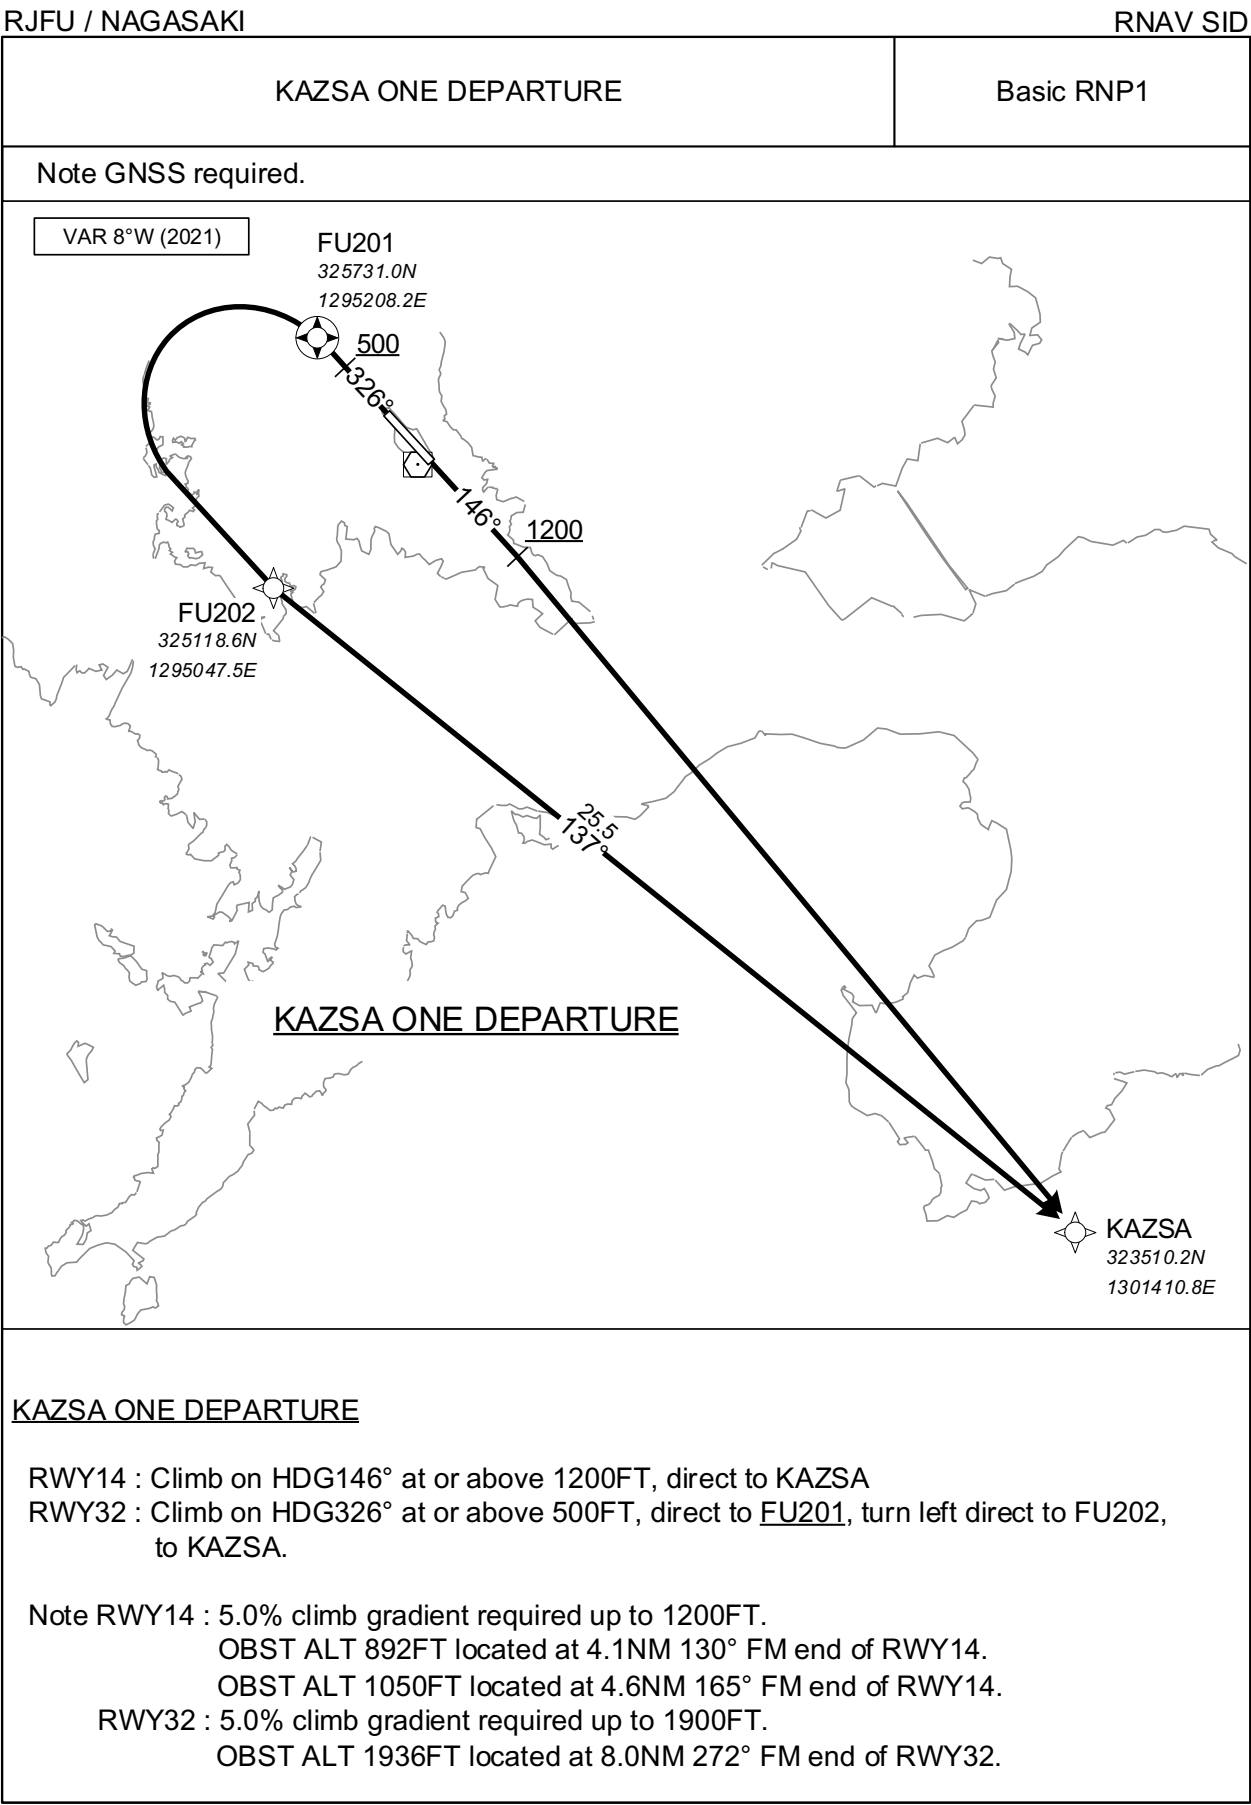 RJFU / NAGASAKI
RNAV SID
KAZSA ONE DEPARTURE
Basic RNP1
Note GNSS required.
VAR 8°W (2021)
FU201
325731.0N
1295208.2E
500
326°
146°
1200
FU202
325118.6N
1295047.5E
25.5
137°
KAZSA ONE DEPARTURE
KAZSA
323510.2N
1301410.8E
KAZSA ONE DEPARTURE
RWY14 : Climb on HDG146° at or above 1200FT, direct to KAZSA
RWY32 : Climb on HDG326° at or above 500FT, direct to FU201, turn left direct to FU202,
to KAZSA.
Note RWY14 : 5.0% climb gradient required up to 1200FT.
OBST ALT 892FT located at 4.1NM 130° FM end of RWY14.
OBST ALT 1050FT located at 4.6NM 165° FM end of RWY14.
RWY32 : 5.0% climb gradient required up to 1900FT.
OBST ALT 1936FT located at 8.0NM 272° FM end of RWY32.